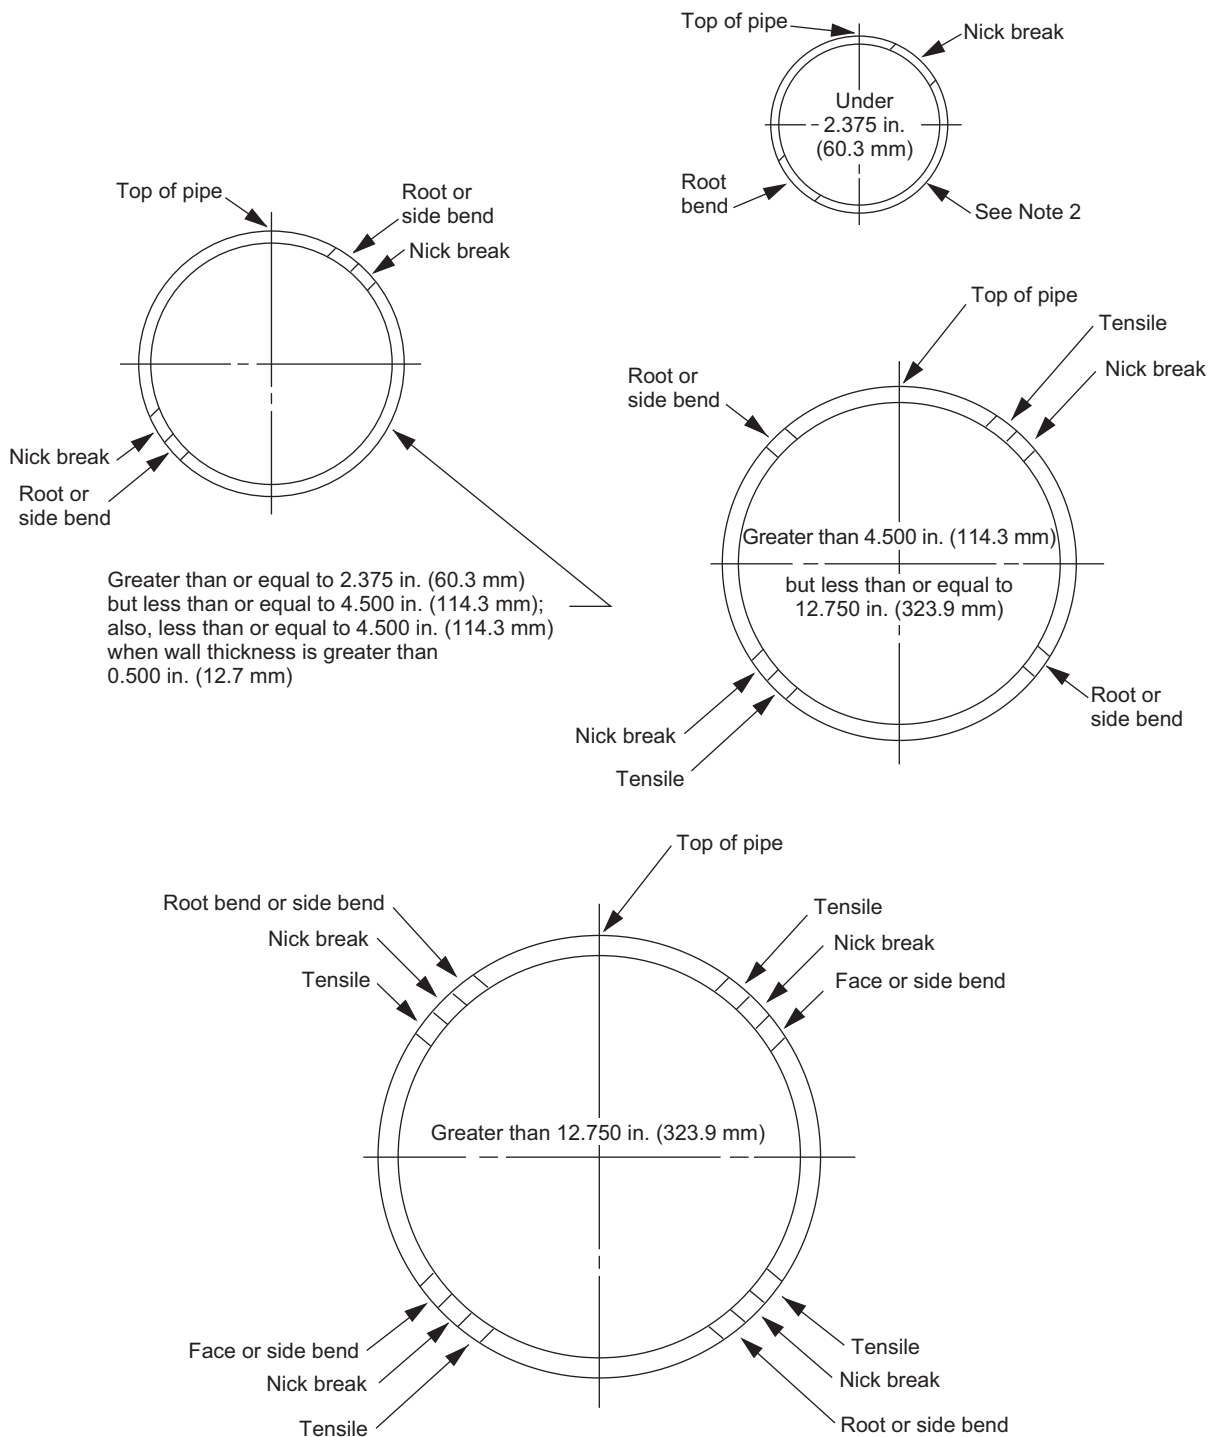 Top of pipe
Nick break
Under
2.375 in.
(60.3 mm)
Root
bend
See Note 2
Top of pipe
Root or
side bend
Nick break
Nick break
Root or
side bend
Greater than or equal to 2.375 in. (60.3 mm)
but less than or equal to 4.500 in. (114.3 mm);
also, less than or equal to 4.500 in. (114.3 mm)
when wall thickness is greater than
0.500 in. (12.7 mm)
Top of pipe
Tensile
Nick break
Root or
side bend
Greater than 4.500 in. (114.3 mm)
but less than or equal to
12.750 in. (323.9 mm)
Root or
side bend
Nick break
Tensile
Top of pipe
Root bend or side bend
Nick break
Tensile
Tensile
Nick break
Face or side bend
Greater than 12.750 in. (323.9 mm)
Face or side bend
Nick break
Tensile
Tensile
Nick break
Root or side bend